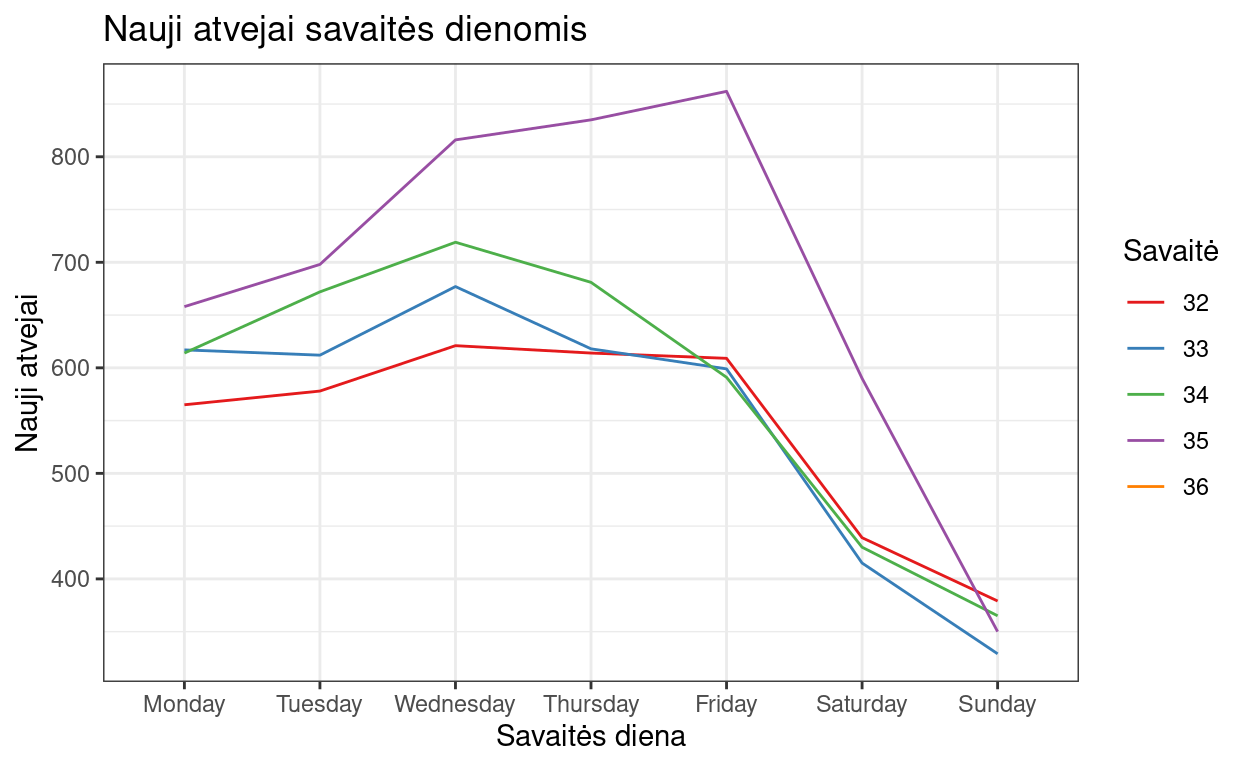 Nauji atvejai savaitės dienomis
Nauji atvejai
800
700
600
500
400
Monday Tuesday Wednesday Thursday Friday Saturday Sunday
Savaitės diena
Savaitė
32
33
34
35
36